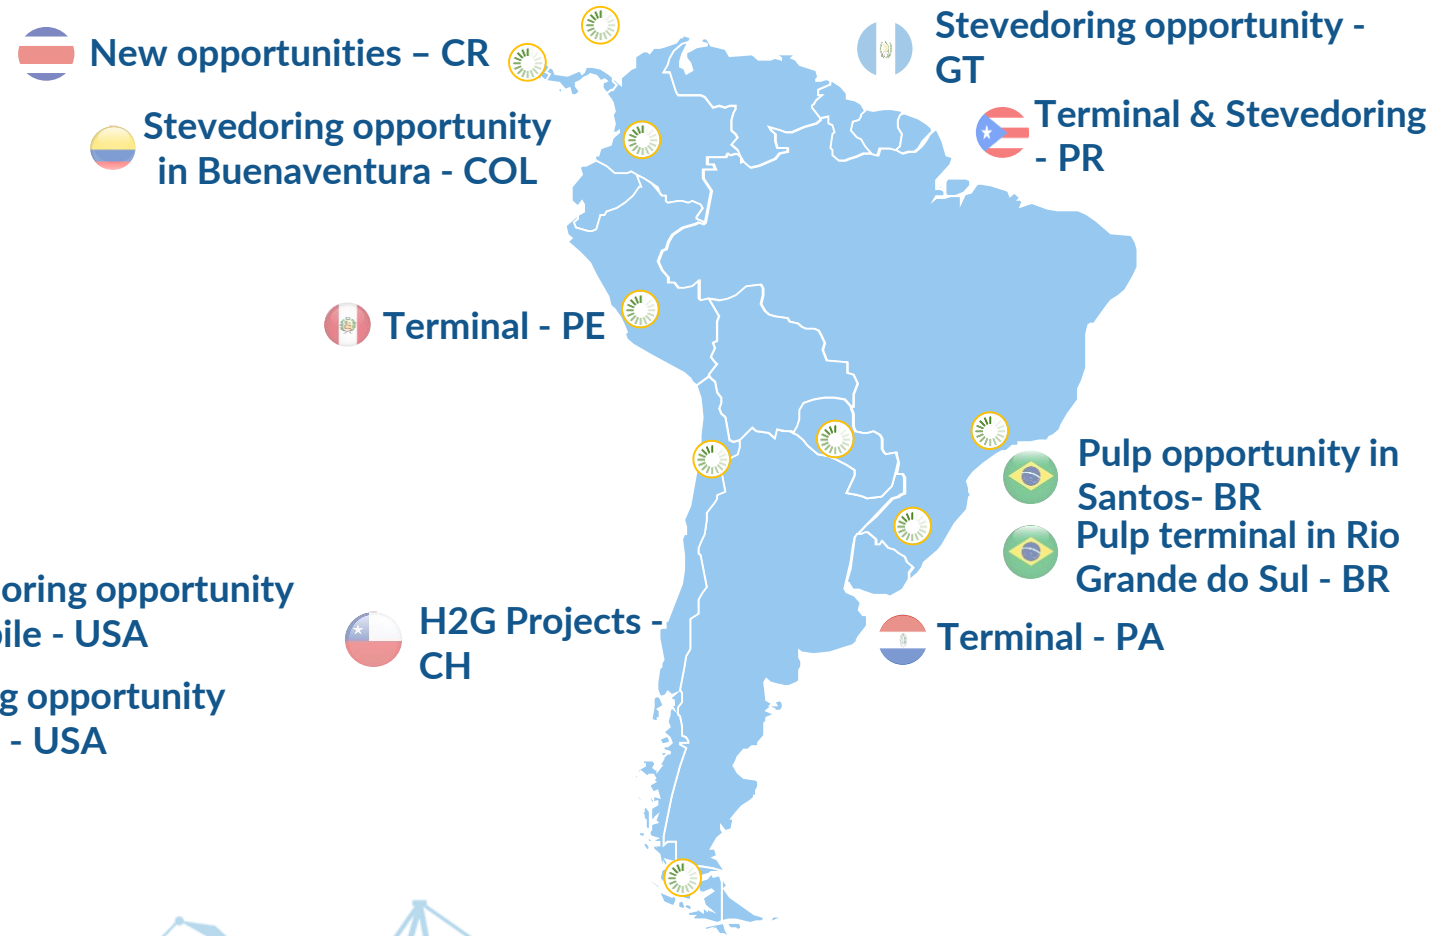 New opportunities – CR
Stevedoring opportunity -
GT
Terminal & Stevedoring
- PR
Stevedoring opportunity
in Buenaventura - COL
Terminal - PE
Pulp opportunity in
Santos- BR
Pulp terminal in Rio
Grande do Sul - BR
oring opportunity
ile - USA
H2G Projects -
CH
Terminal - PA
g opportunity
- USA